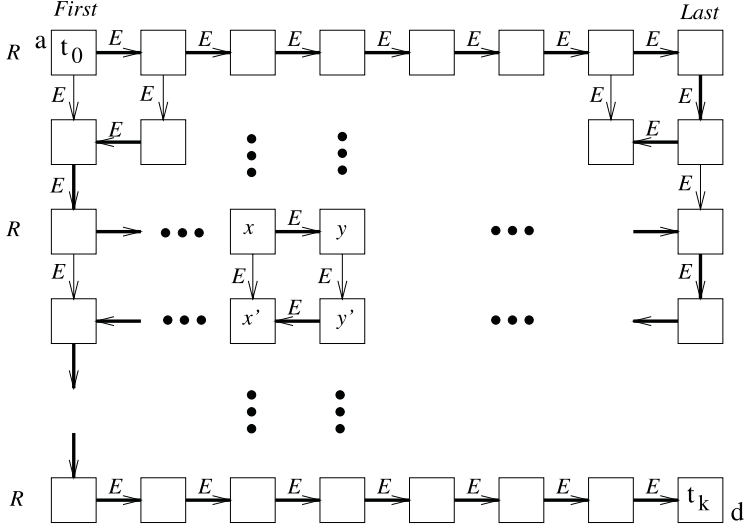 First Last
R a t0 E E E E E E E
E E E E
E E
E E
R x E y
E E E E
x' E y'
R E E E E E E E tk d